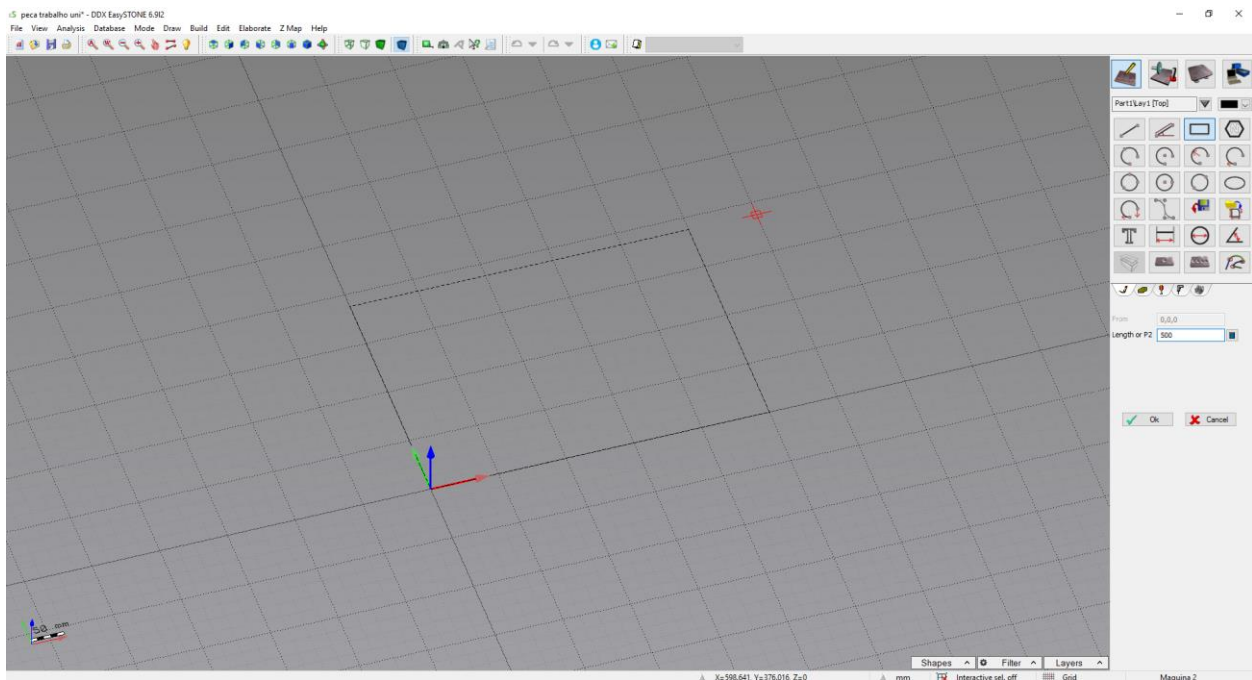 peca trabalho uni* - DDX EasySTONE 6.9I2
File View Analysis Database Mode Draw Build Edit Elaborate Z Map Help
Part1\Lay1 [Top]
T
From 0,0,0
Length or P2 500
Ok Cancel
50 mm
Shapes Filter Layers
X=598.641, Y=376.016, Z=0 mm Interactive sel. off Grid Maquina 2